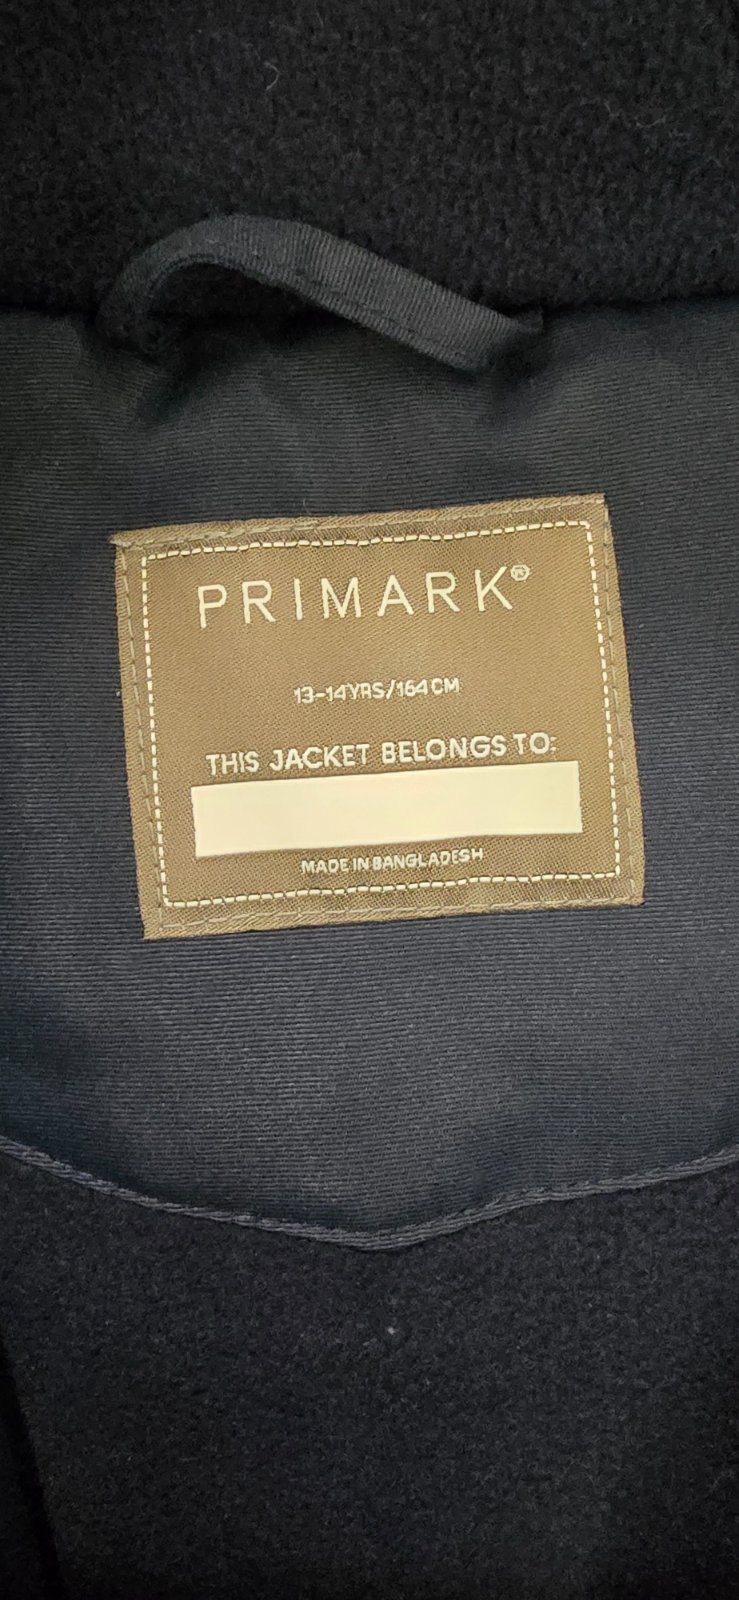 PRIMARK®
13-14YRS/164CM
THIS JACKET BELONGS TO:
MADE IN BANGLADESH